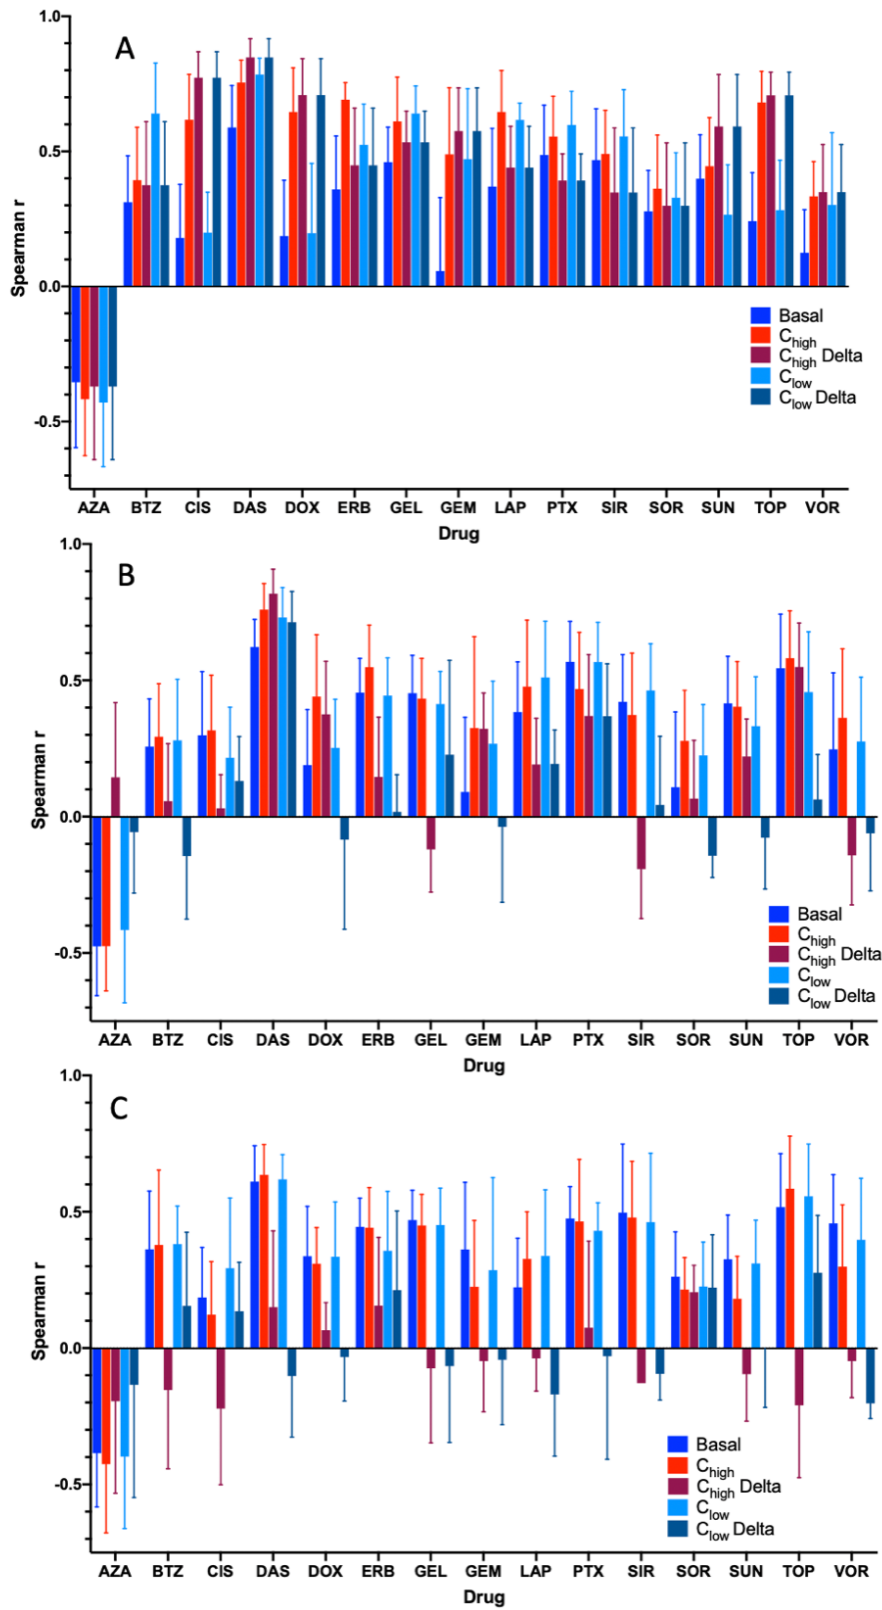 A
1.0
0.5
0.0
-0.5
Spearman r
Basal
Chigh
Chigh Delta
Clow
Clow Delta
AZA BTZ CIS DAS DOX ERB GEL GEM LAP PTX SIR SOR SUN TOP VOR
Drug
B
1.0
0.5
0.0
-0.5
Spearman r
Basal
Chigh
Chigh Delta
Clow
Clow Delta
AZA BTZ CIS DAS DOX ERB GEL GEM LAP PTX SIR SOR SUN TOP VOR
Drug
C
1.0
0.5
0.0
-0.5
Spearman r
Basal
Chigh
Chigh Delta
Clow
Clow Delta
AZA BTZ CIS DAS DOX ERB GEL GEM LAP PTX SIR SOR SUN TOP VOR
Drug